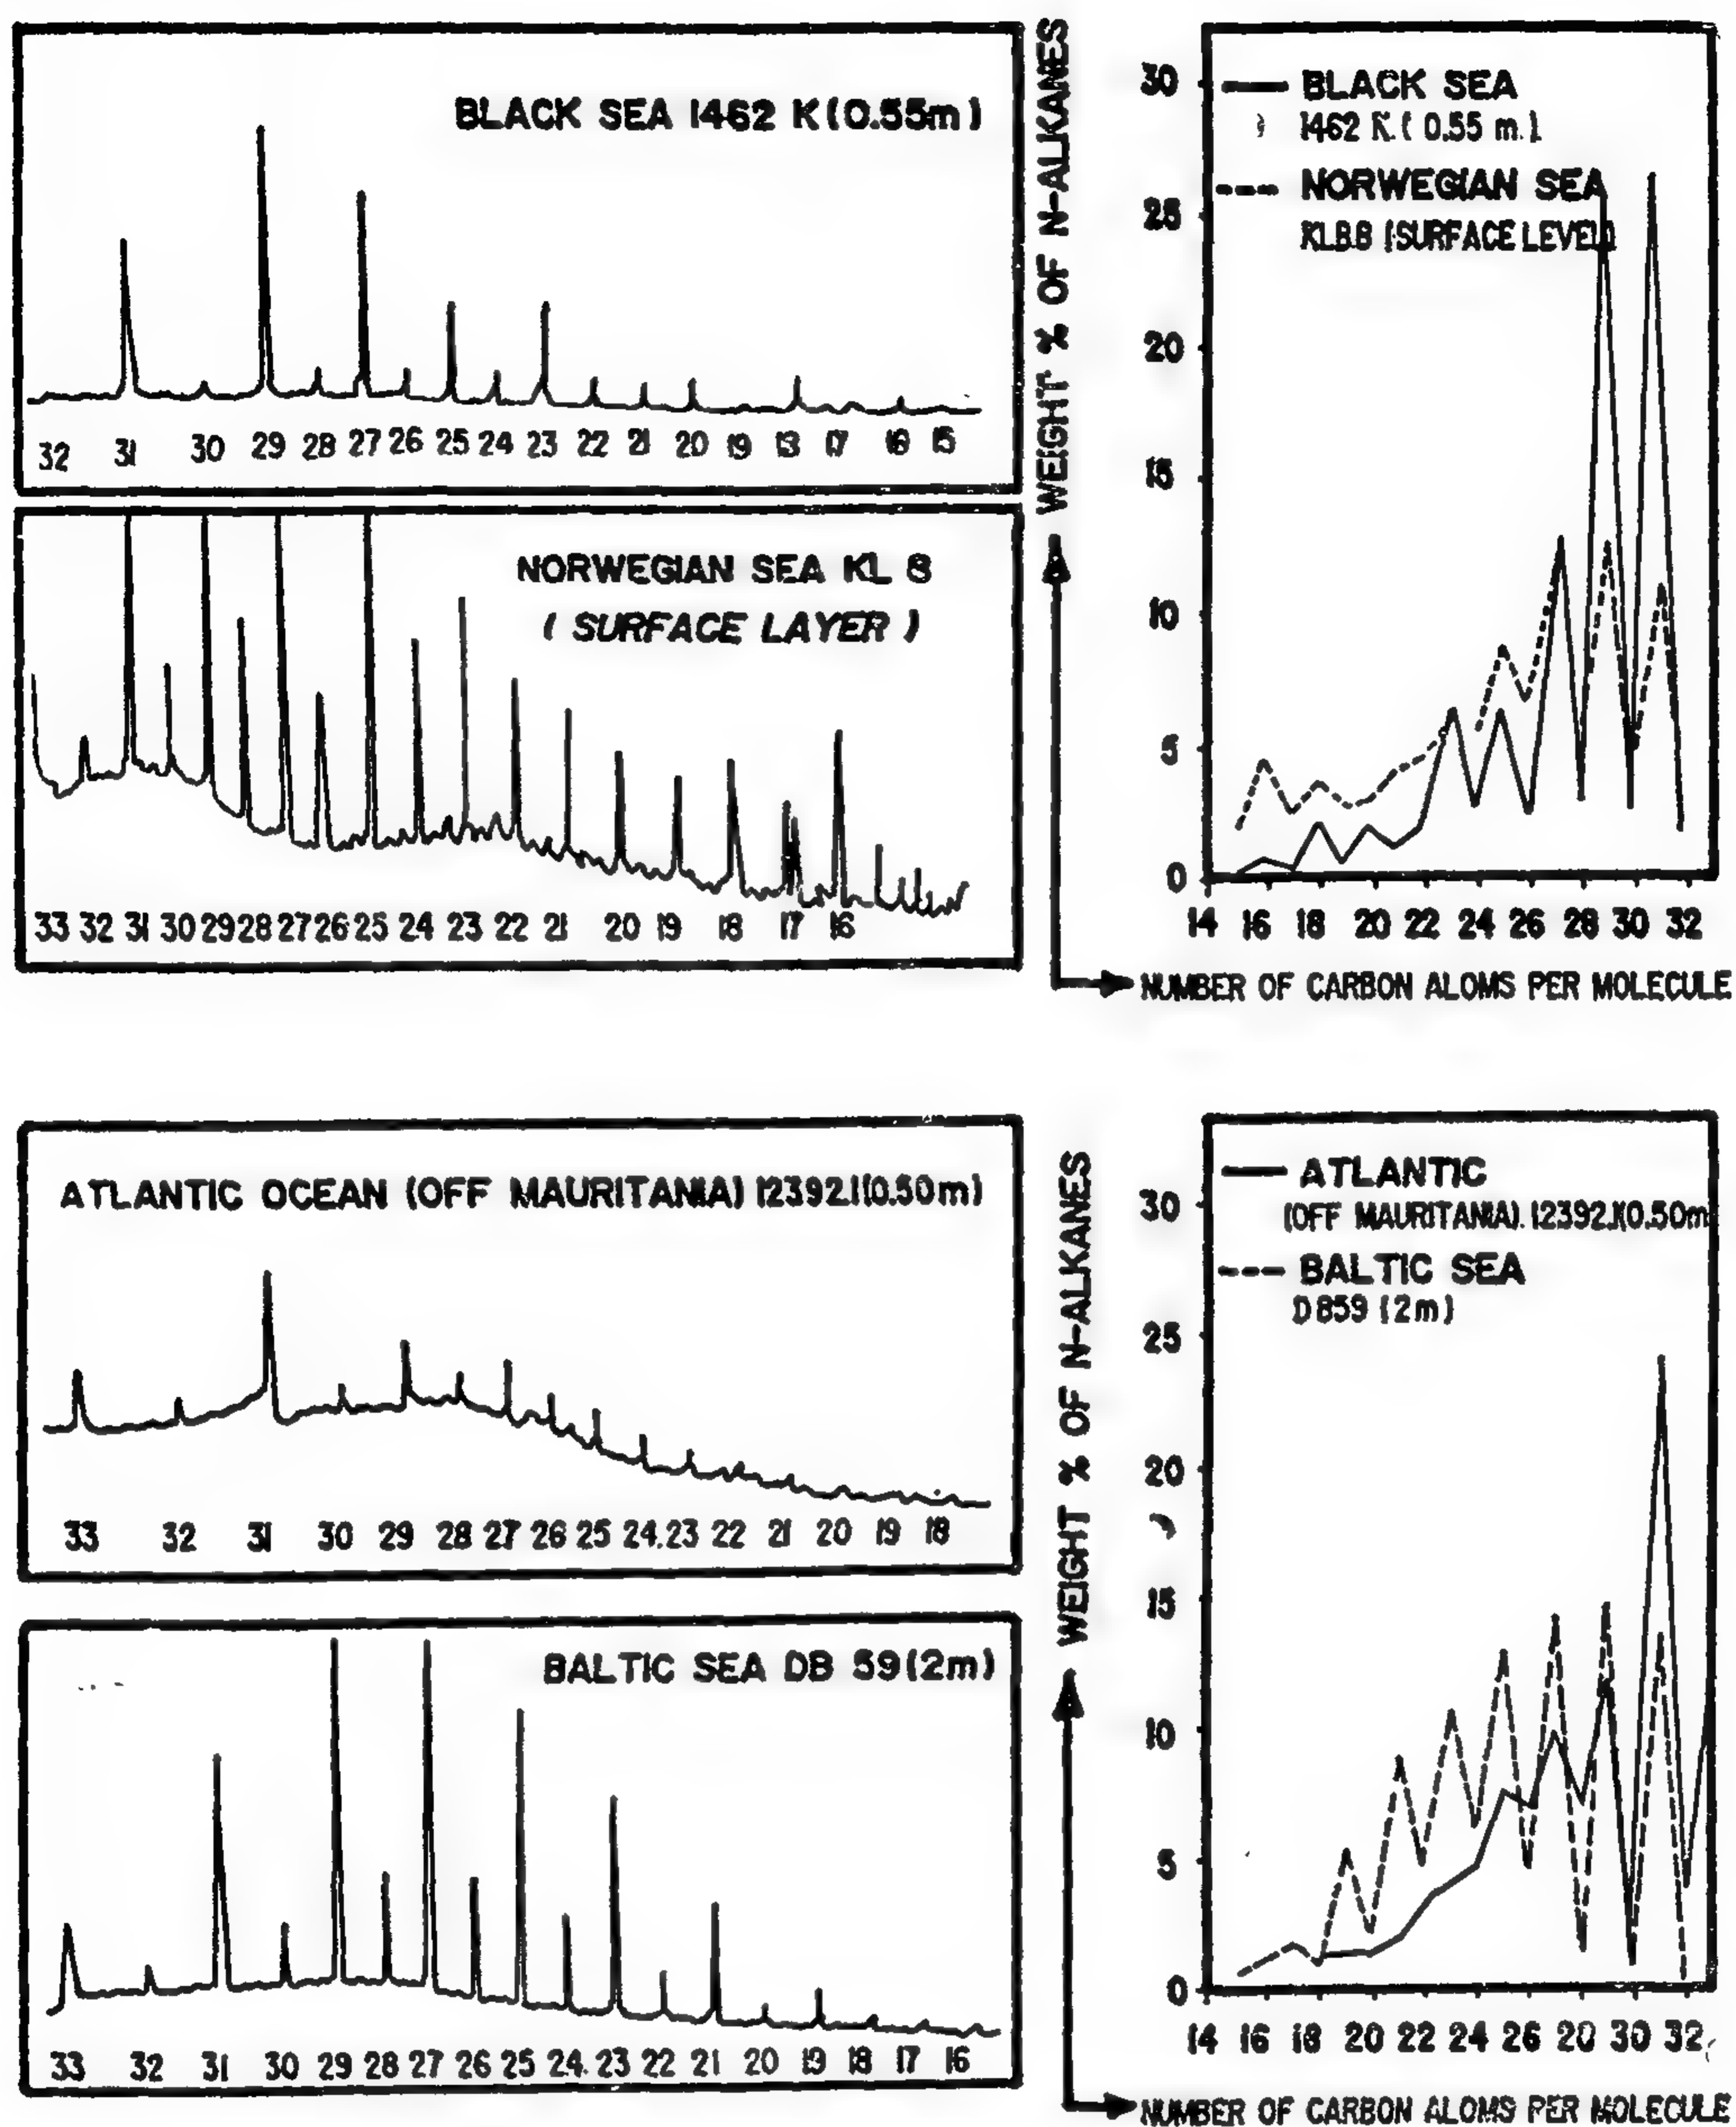 BLACK SEA 1462 K (0.55m)
32 31 30 29 28 27 26 25 24 23 22 21 20 19 18 17 16 15
NORWEGIAN SEA KL 8
( SURFACE LAYER )
33 32 31 30 29 28 27 26 25 24 23 22 21 20 19 18 17 16
WEIGHT % OF N-ALKANES
BLACK SEA
1462 K. ( 0.55 m.)
NORWEGIAN SEA
KLB.8 (SURFACE LEVEL)
30
25
20
15
10
5
0
14 16 18 20 22 24 26 28 30 32
NUMBER OF CARBON ALOMS PER MOLECULE
ATLANTIC OCEAN (OFF MAURITANIA) 12392.1(0.50m)
33 32 31 30 29 28 27 26 25 24.23 22 21 20 19 18
BALTIC SEA DB 59(2m)
33 32 31 30 29 28 27 26 25 24. 23 22 21 20 19 18 17 16
WEIGHT % OF N-ALKANES
ATLANTIC
(OFF MAURITANIA). 12392.1(0.50m
BALTIC SEA
D859 (2m)
30
25
20
15
10
5
0
14 16 18 20 22 24 26 20 30 32
NUMBER OF CARBON ALOMS PER MOLECULE